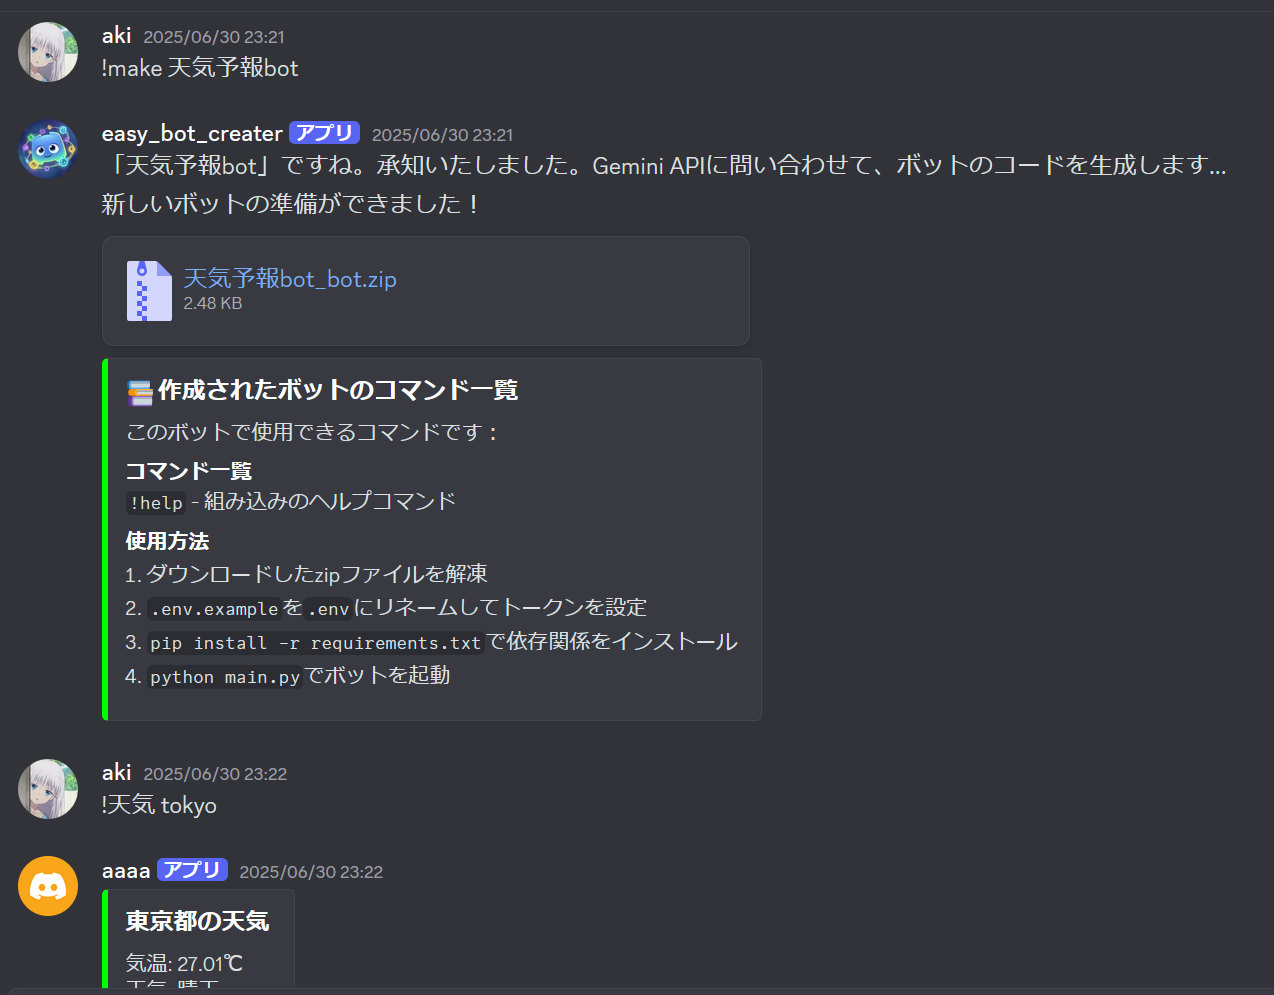 aki 2025/06/30 23:21
!make 天気予報bot
easy_bot_creater アプリ 2025/06/30 23:21
「天気予報bot」ですね。承知いたしました。Gemini APIに問い合わせて、ボットのコードを生成します...
新しいボットの準備ができました！
天気予報bot_bot.zip
2.48 KB
作成されたボットのコマンド一覧
このボットで使用できるコマンドです：
コマンド一覧
!help - 組み込みのヘルプコマンド
使用方法
1. ダウンロードしたzipファイルを解凍
2. .env.example を .env にリネームしてトークンを設定
3. pip install -r requirements.txt で依存関係をインストール
4. python main.py でボットを起動
aki 2025/06/30 23:22
!天気 tokyo
aaaa アプリ 2025/06/30 23:22
東京都の天気
気温: 27.01℃